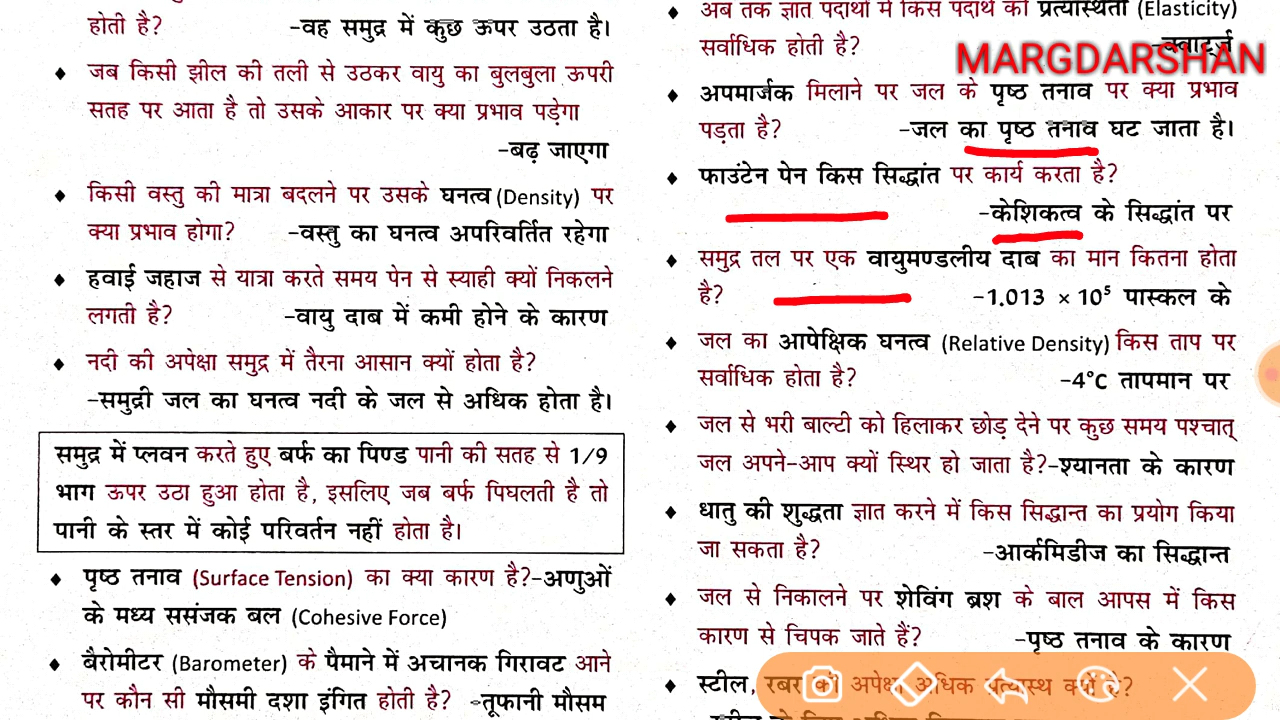 होती है? -वह समुद्र में कुछ ऊपर उठता है।
♦ जब किसी झील की तली से उठकर वायु का बुलबुला ऊपरी
सतह पर आता है तो उसके आकार पर क्या प्रभाव पड़ेगा
-बढ़ जाएगा
♦ किसी वस्तु की मात्रा बदलने पर उसके घनत्व (Density) पर
क्या प्रभाव होगा? -वस्तु का घनत्व अपरिवर्तित रहेगा
♦ हवाई जहाज से यात्रा करते समय पेन से स्याही क्यों निकलने
लगती है? -वायु दाब में कमी होने के कारण
♦ नदी की अपेक्षा समुद्र में तैरना आसान क्यों होता है?
-समुद्री जल का घनत्व नदी के जल से अधिक होता है।
समुद्र में प्लवन करते हुए बर्फ का पिण्ड पानी की सतह से 1/9
भाग ऊपर उठा हुआ होता है, इसलिए जब बर्फ पिघलती है तो
पानी के स्तर में कोई परिवर्तन नहीं होता है।
♦ पृष्ठ तनाव (Surface Tension) का क्या कारण है?-अणुओं
के मध्य ससंजक बल (Cohesive Force)
♦ बैरोमीटर (Barometer) के पैमाने में अचानक गिरावट आने
पर कौन सी मौसमी दशा इंगित होती है? -तूफानी मौसम
♦ अब तक ज्ञात पदार्थों में किस पदार्थ की प्रत्यास्थता (Elasticity)
सर्वाधिक होती है? -क्वार्ट्ज
MARGDARSHAN
♦ अपमार्जक मिलाने पर जल के पृष्ठ तनाव पर क्या प्रभाव
पड़ता है? -जल का पृष्ठ तनाव घट जाता है।
♦ फाउंटेन पेन किस सिद्धांत पर कार्य करता है?
-केशिकत्व के सिद्धांत पर
♦ समुद्र तल पर एक वायुमण्डलीय दाब का मान कितना होता
है? -1.013 × 10⁵ पास्कल के
♦ जल का आपेक्षिक घनत्व (Relative Density) किस ताप पर
सर्वाधिक होता है? -4°C तापमान पर
♦ जल से भरी बाल्टी को हिलाकर छोड़ देने पर कुछ समय पश्चात्
जल अपने-आप क्यों स्थिर हो जाता है?-श्यानता के कारण
♦ धातु की शुद्धता ज्ञात करने में किस सिद्धान्त का प्रयोग किया
जा सकता है? -आर्कमिडीज का सिद्धान्त
♦ जल से निकालने पर शेविंग ब्रश के बाल आपस में किस
कारण से चिपक जाते हैं? -पृष्ठ तनाव के कारण
♦ स्टील, रबर की अपेक्षा अधिक प्रत्यास्थ क्यों है?